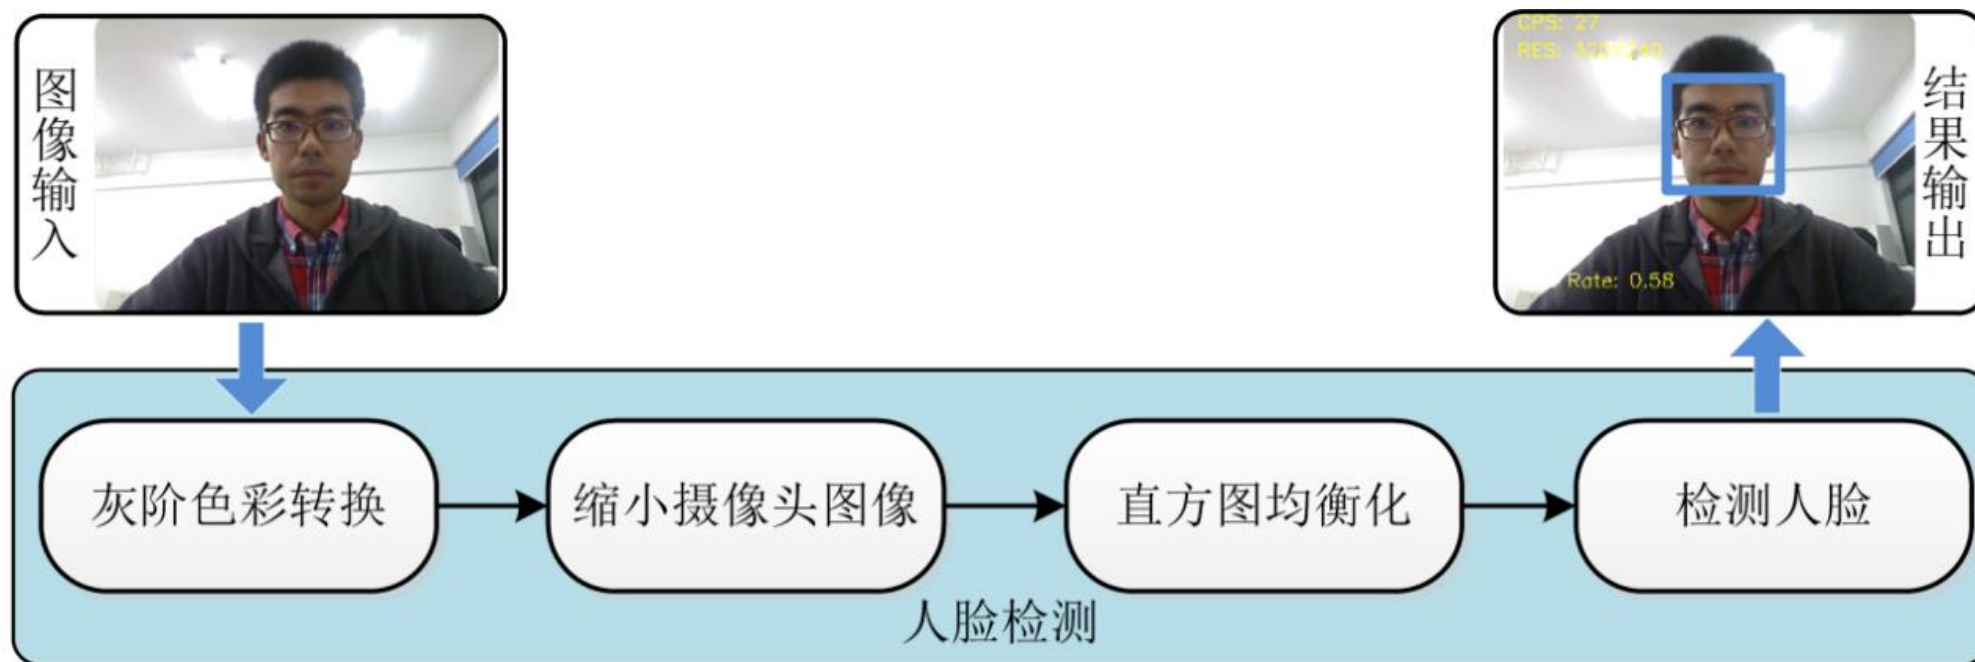 图像输入
CPS: 27
RES: 320x240
Rate: 0.58
结果输出
灰阶色彩转换
缩小摄像头图像
直方图均衡化
检测人脸
人脸检测